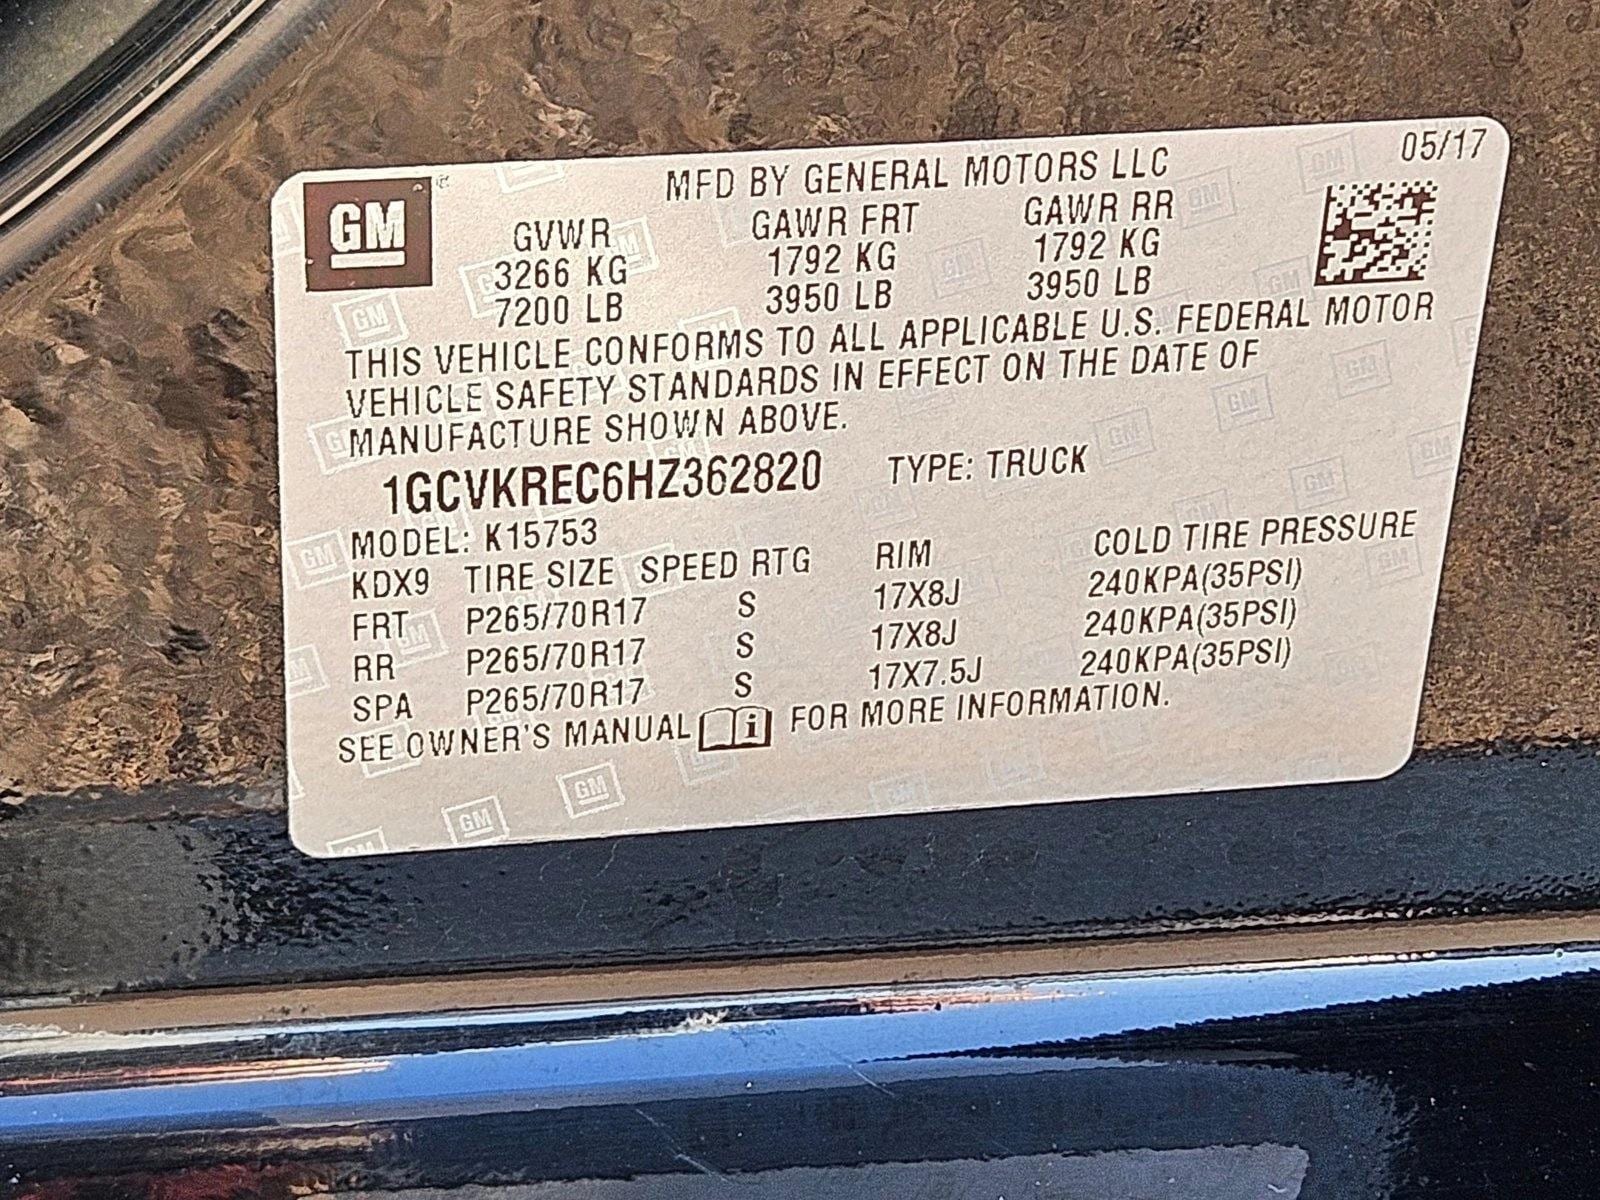 05/17
MFD BY GENERAL MOTORS LLC
GM
GVWR GAWR FRT GAWR RR
3266 KG 1792 KG 1792 KG
7200 LB 3950 LB 3950 LB
THIS VEHICLE CONFORMS TO ALL APPLICABLE U.S. FEDERAL MOTOR
VEHICLE SAFETY STANDARDS IN EFFECT ON THE DATE OF
MANUFACTURE SHOWN ABOVE.
1GCVKREC6HZ362820 TYPE: TRUCK
MODEL: K15753
KDX9 TIRE SIZE SPEED RTG RIM COLD TIRE PRESSURE
FRT P265/70R17 S 17X8J 240KPA(35PSI)
RR P265/70R17 S 17X8J 240KPA(35PSI)
SPA P265/70R17 S 17X7.5J 240KPA(35PSI)
SEE OWNER'S MANUAL i FOR MORE INFORMATION.